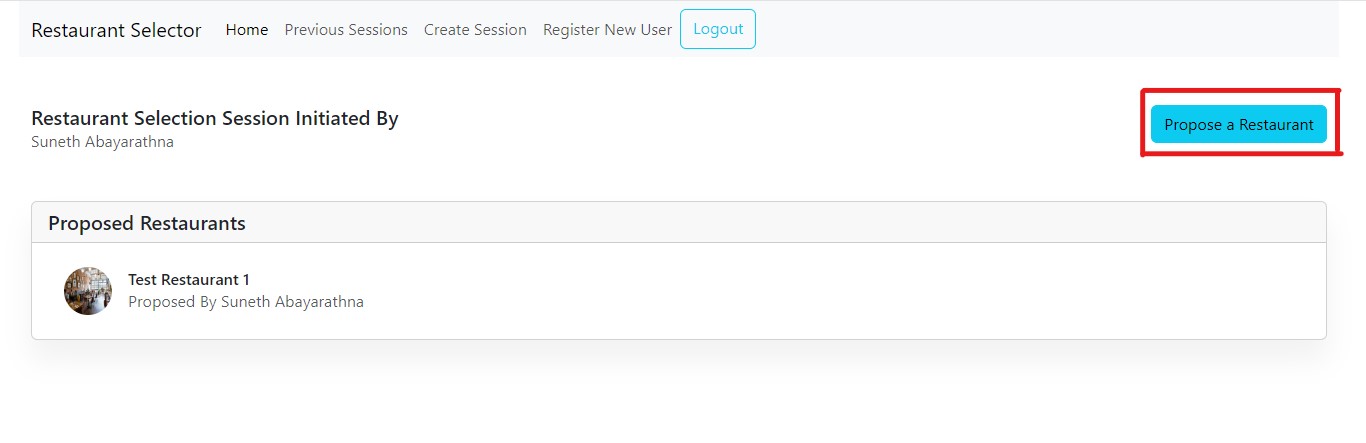 Restaurant Selector Home Previous Sessions Create Session Register New User Logout
Restaurant Selection Session Initiated By
Suneth Abayarathna
Propose a Restaurant
Proposed Restaurants
Test Restaurant 1
Proposed By Suneth Abayarathna